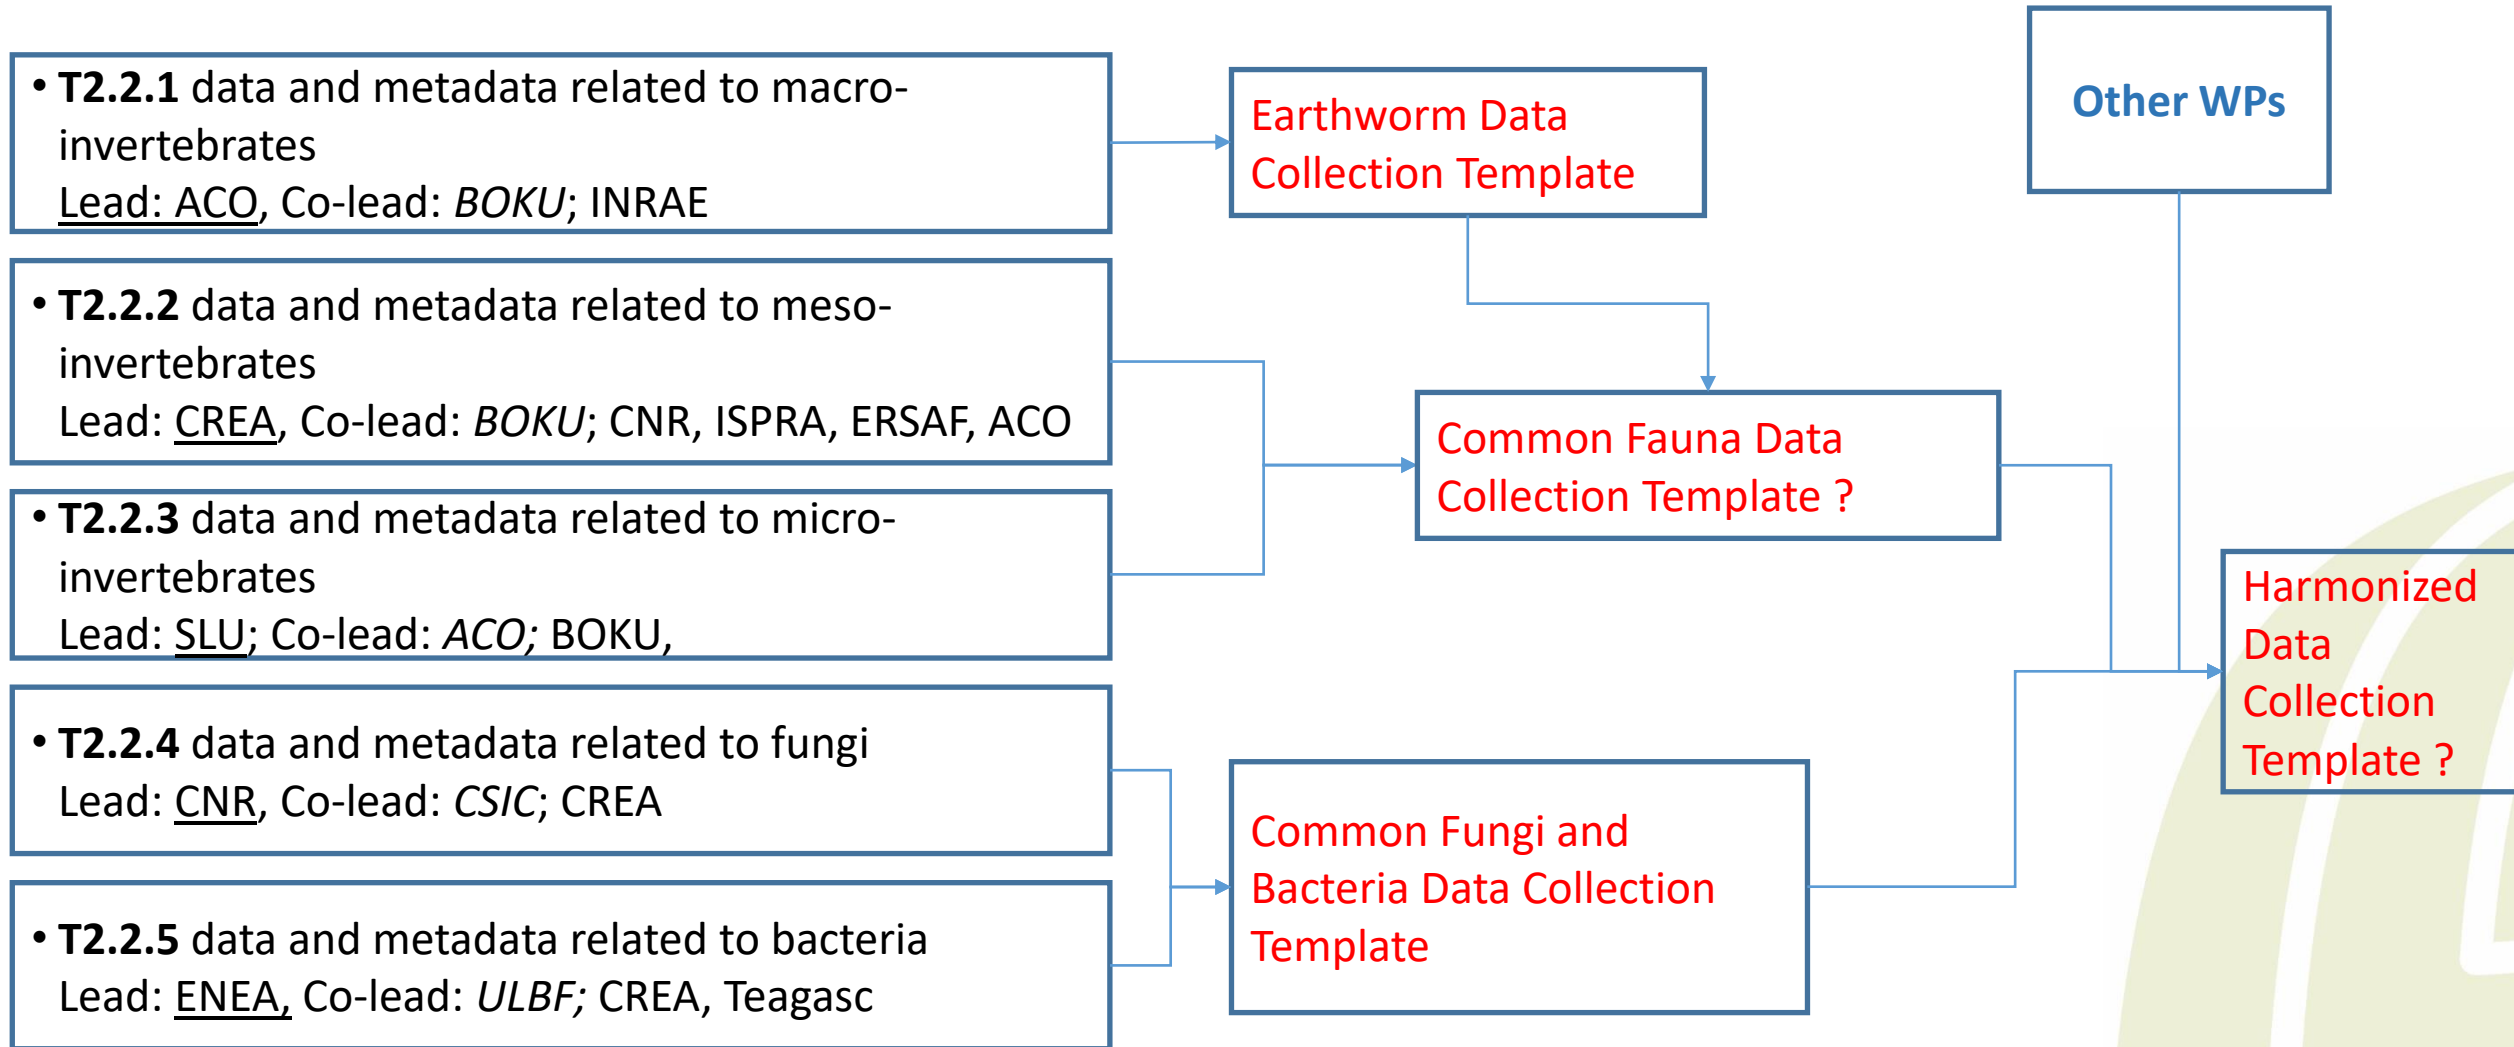 • T2.2.1 data and metadata related to macro-
invertebrates
Lead: ACO, Co-lead: BOKU; INRAE
• T2.2.2 data and metadata related to meso-
invertebrates
Lead: CREA, Co-lead: BOKU; CNR, ISPRA, ERSAF, ACO
• T2.2.3 data and metadata related to micro-
invertebrates
Lead: SLU; Co-lead: ACO; BOKU,
• T2.2.4 data and metadata related to fungi
Lead: CNR, Co-lead: CSIC; CREA
• T2.2.5 data and metadata related to bacteria
Lead: ENEA, Co-lead: ULBF; CREA, Teagasc
Earthworm Data
Collection Template
Common Fauna Data
Collection Template ?
Common Fungi and
Bacteria Data Collection
Template
Other WPs
Harmonized
Data
Collection
Template ?